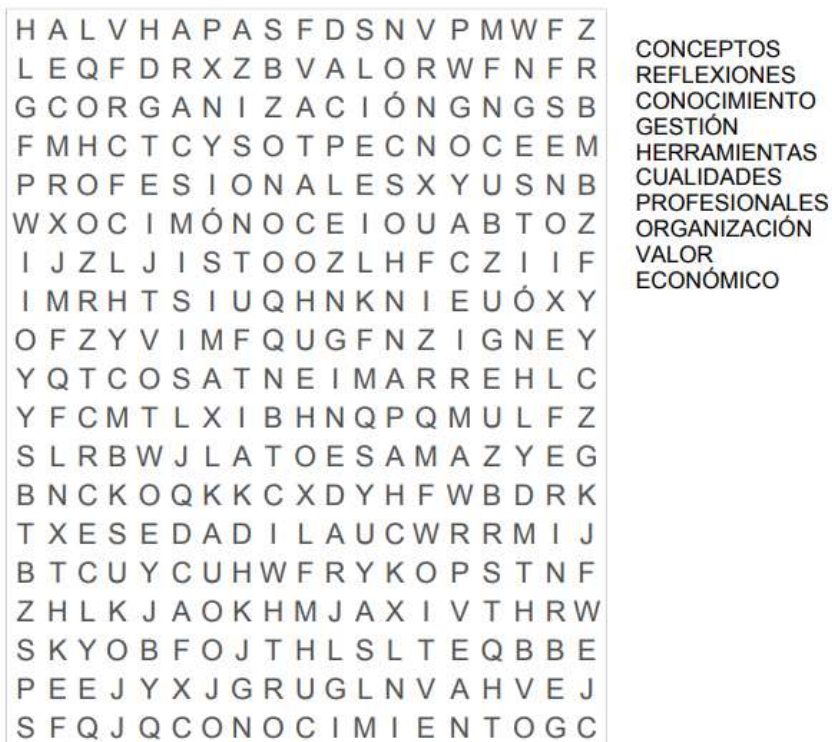 H A L V H A P A S F D S N V P M W F Z
L E Q F D R X Z B V A L O R W F N F R
G C O R G A N I Z A C I Ó N G N G S B
F M H C T C Y S O T P E C N O C E E M
P R O F E S I O N A L E S X Y U S N B
W X O C I M Ó N O C E I O U A B T O Z
I J Z L J I S T O O Z L H F C Z I I F
I M R H T S I U Q H N K N I E U Ó X Y
O F Z Y V I M F Q U G F N Z I G N E Y
Y Q T C O S A T N E I M A R R E H L C
Y F C M T L X I B H N Q P Q M U L F Z
S L R B W J L A T O E S A M A Z Y E G
B N C K O Q K K C X D Y H F W B D R K
T X E S E D A D I L A U C W R R M I J
B T C U Y C U H W F R Y K O P S T N F
Z H L K J A O K H M J A X I V T H R W
S K Y O B F O J T H L S L T E Q B B E
P E E J Y X J G R U G L N V A H V E J
S F Q J Q C O N O C I M I E N T O G C
CONCEPTOS
REFLEXIONES
CONOCIMIENTO
GESTIÓN
HERRAMIENTAS
CUALIDADES
PROFESIONALES
ORGANIZACIÓN
VALOR
ECONÓMICO